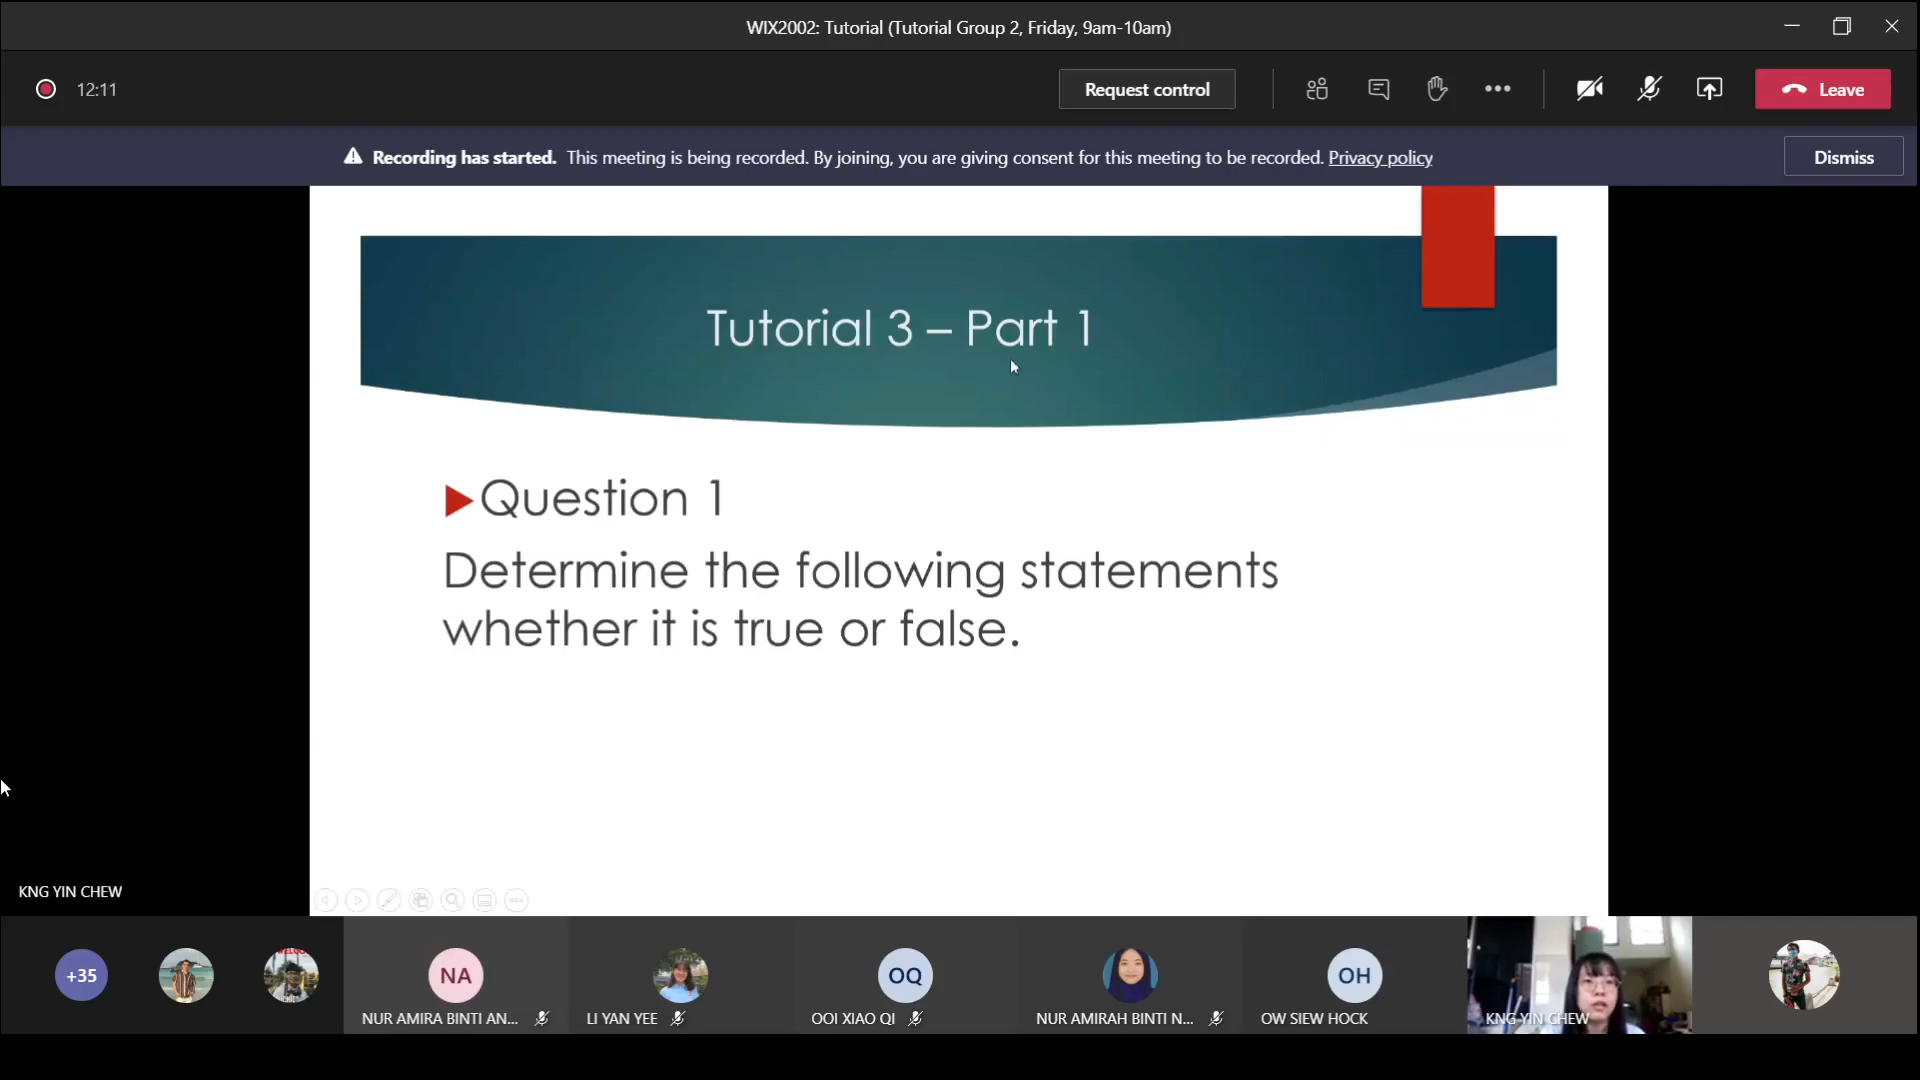 WIX2002: Tutorial (Tutorial Group 2, Friday, 9am-10am)
12:11
Request control
Leave
Recording has started. This meeting is being recorded. By joining, you are giving consent for this meeting to be recorded. Privacy policy
Dismiss
Tutorial 3 – Part 1
Question 1
Determine the following statements
whether it is true or false.
KNG YIN CHEW
+35
NA
OQ
OH
NUR AMIRA BINTI AN...
LI YAN YEE
OOI XIAO QI
NUR AMIRAH BINTI N...
OW SIEW HOCK
KNG YIN CHEW